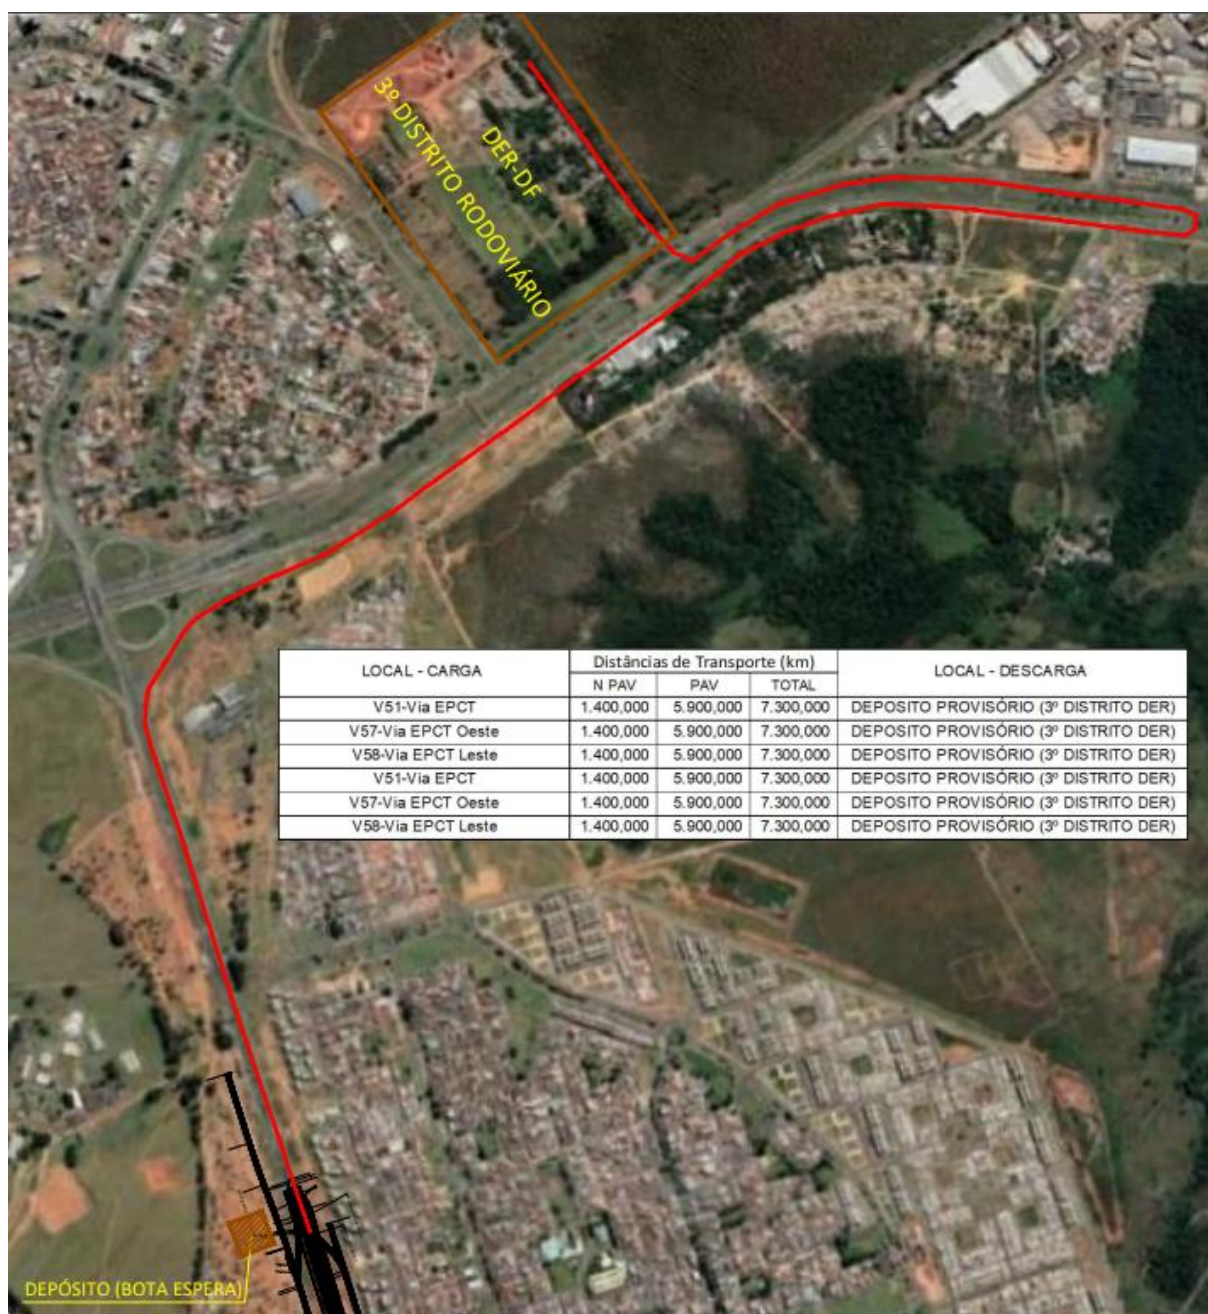 3º DISTRITO RODOVIÁRIO
DER-DF
LOCAL - CARGA Distâncias de Transporte (km) LOCAL - DESCARGA
N PAV PAV TOTAL
V51-Via EPCT 1.400,000 5.900,000 7.300,000 DEPOSITO PROVISÓRIO (3º DISTRITO DER)
V57-Via EPCT Oeste 1.400,000 5.900,000 7.300,000 DEPOSITO PROVISÓRIO (3º DISTRITO DER)
V58-Via EPCT Leste 1.400,000 5.900,000 7.300,000 DEPOSITO PROVISÓRIO (3º DISTRITO DER)
V51-Via EPCT 1.400,000 5.900,000 7.300,000 DEPOSITO PROVISÓRIO (3º DISTRITO DER)
V57-Via EPCT Oeste 1.400,000 5.900,000 7.300,000 DEPOSITO PROVISÓRIO (3º DISTRITO DER)
V58-Via EPCT Leste 1.400,000 5.900,000 7.300,000 DEPOSITO PROVISÓRIO (3º DISTRITO DER)
DEPÓSITO (BOTA ESPERA)